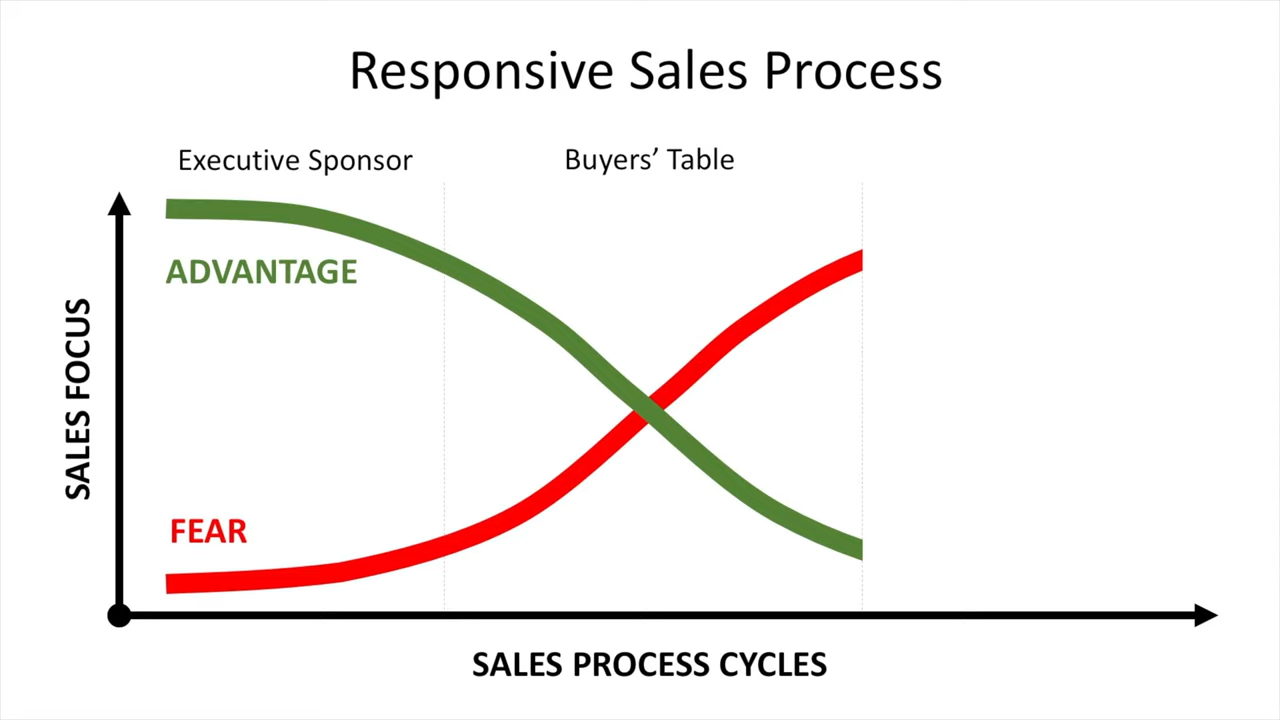 Responsive Sales Process
Executive Sponsor
Buyers’ Table
ADVANTAGE
SALES FOCUS
FEAR
SALES PROCESS CYCLES